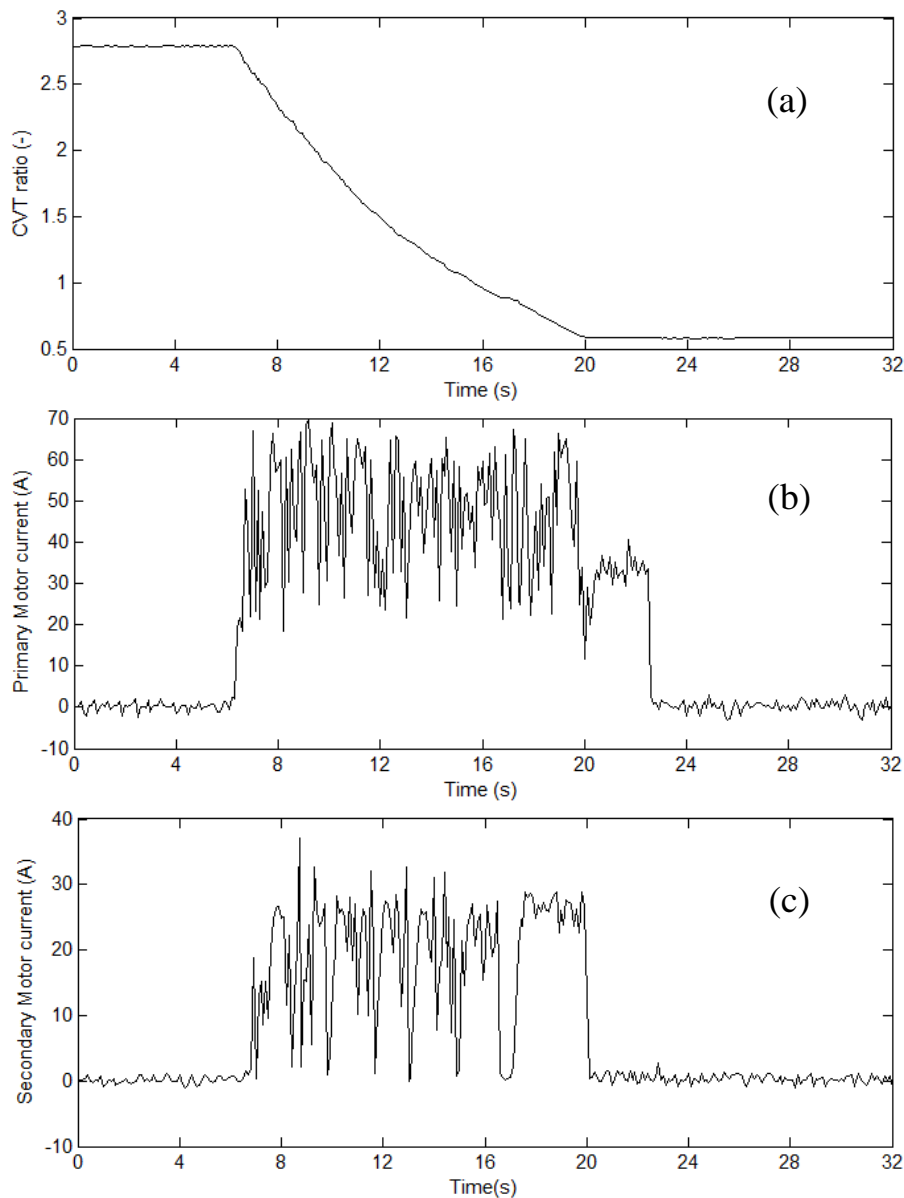 3
2.5
2
1.5
1
0.5
CVT ratio (-)
(a)
0 4 8 12 16 20 24 28 32
Time (s)
70
60
50
40
30
20
10
0
-10
Primary Motor current (A)
(b)
0 4 8 12 16 20 24 28 32
Time (s)
40
30
20
10
0
-10
Secondary Motor current (A)
(c)
0 4 8 12 16 20 24 28 32
Time(s)